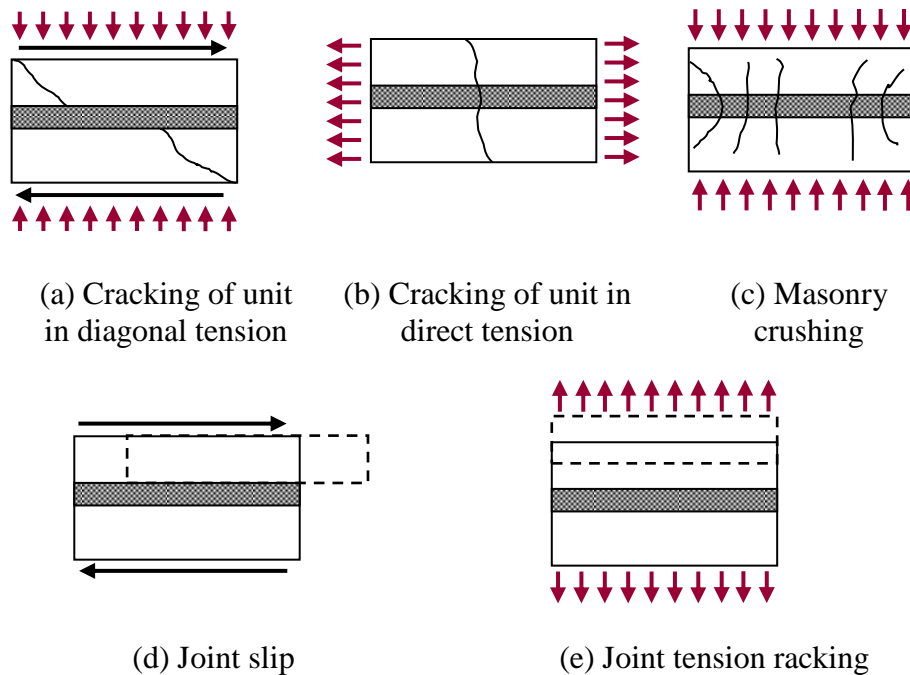 (a) Cracking of unit
in diagonal tension
(b) Cracking of unit in
direct tension
(c) Masonry
crushing
(d) Joint slip
(e) Joint tension racking